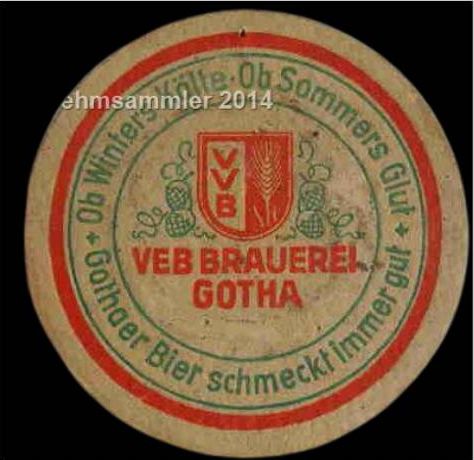 ehmsammler 2014
Ob Winters Kälte · Ob Sommers Glut
VVB
VEB BRAUEREI
GOTHA
Gothaer Bier schmeckt immer gut